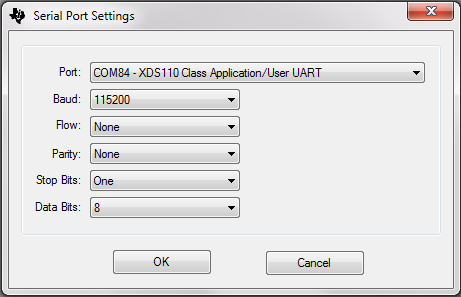 Serial Port Settings
Port: COM84 - XDS110 Class Application/User UART
Baud: 115200
Flow: None
Parity: None
Stop Bits: One
Data Bits: 8
OK Cancel